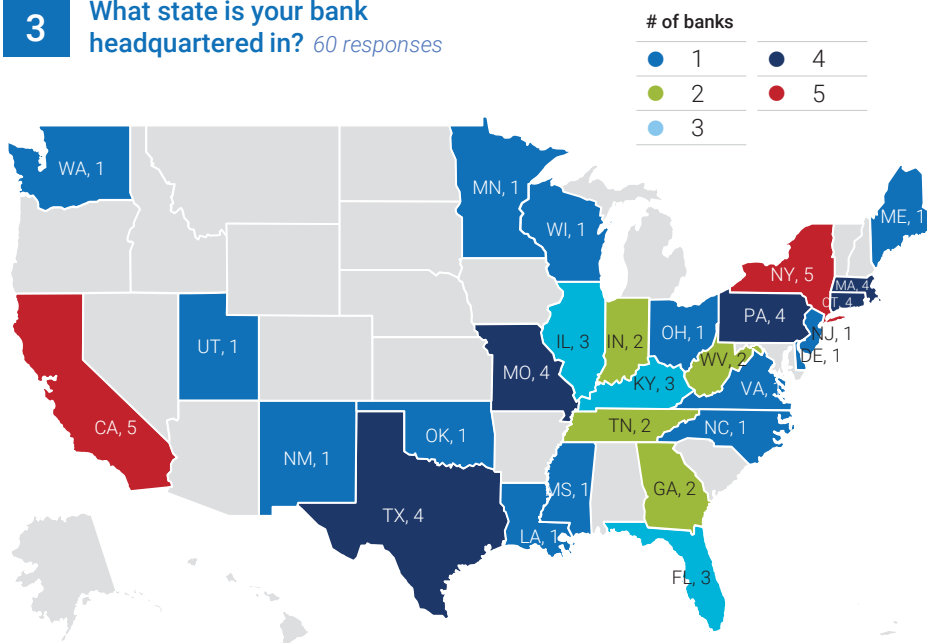 3
What state is your bank
headquartered in? 60 responses
# of banks
1
4
2
5
3
WA, 1
MN, 1
WI, 1
ME, 1
NY, 5
MA, 4
CT, 4
PA, 4
NJ, 1
DE, 1
UT, 1
IL, 3
IN, 2
OH, 1
WV, 2
MO, 4
KY, 3
VA, 1
CA, 5
OK, 1
TN, 2
NC, 1
NM, 1
MS, 1
GA, 2
TX, 4
LA, 1
FL, 3